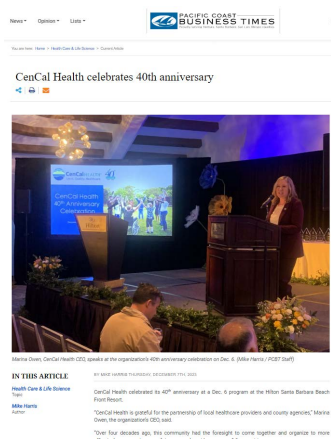 News Opinion Lists
PACIFIC COAST
BUSINESS TIMES
You are here: Home > Health Care & Life Science > Current Article
CenCal Health celebrates 40th anniversary
CenCal Health
40th Anniversary
Celebration
Hilton
Marina Owen, CenCal Health CEO, speaks at the organization's 40th anniversary celebration on Dec. 6. (Mike Harris / PCBT Staff)
IN THIS ARTICLE
Health Care & Life Science
Topic
Mike Harris
Author
BY MIKE HARRIS THURSDAY, DECEMBER 7TH, 2023
CenCal Health celebrated its 40th anniversary at a Dec. 6 program at the Hilton Santa Barbara Beach
Front Resort.
"CenCal Health is grateful for the partnership of local healthcare providers and county agencies," Marina
Owen, the organization's CEO, said.
"Over four decades ago, this community had the foresight to come together and organize to more